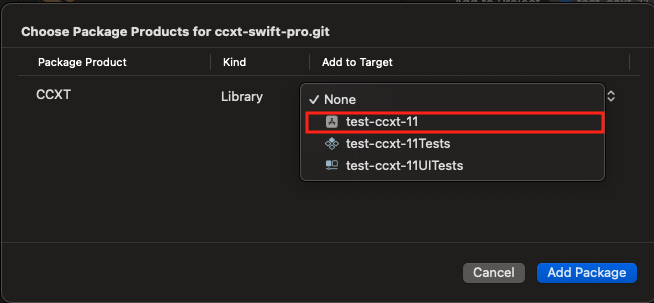 Choose Package Products for ccxt-swift-pro.git
Package Product Kind Add to Target
CCXT Library
None
test-ccxt-11
test-ccxt-11Tests
test-ccxt-11UITests
Cancel Add Package